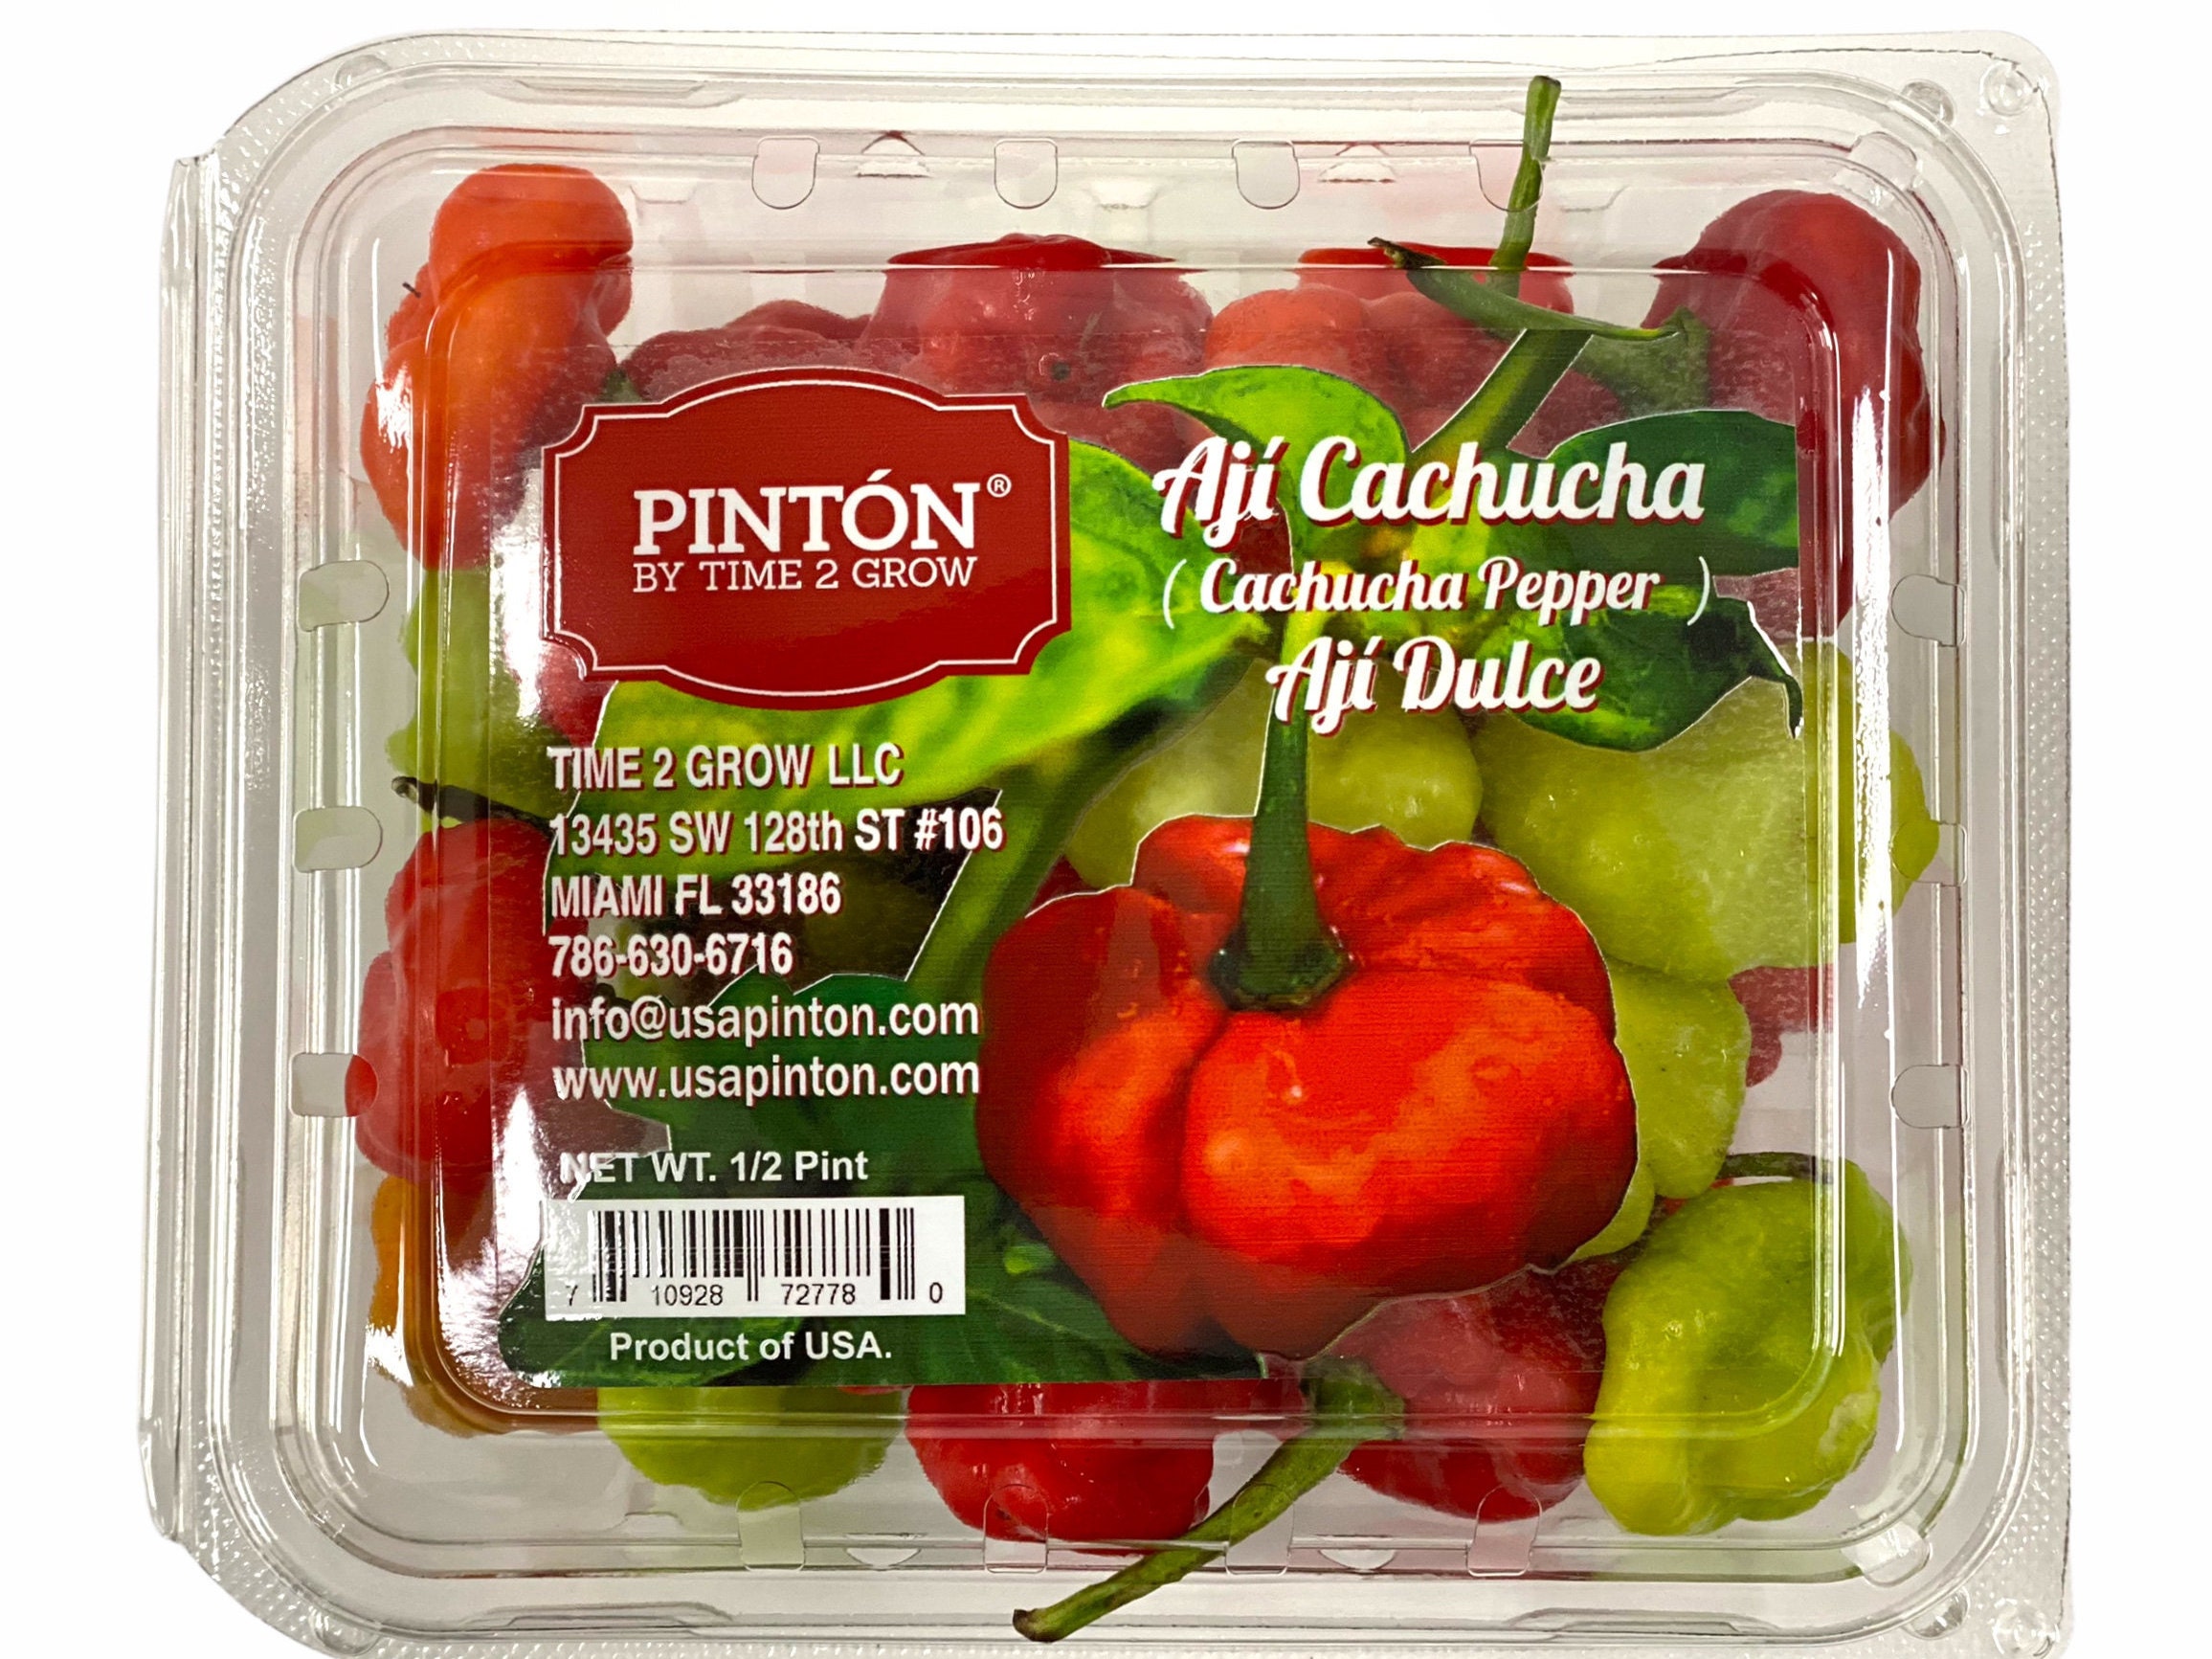 PINTÓN®
BY TIME 2 GROW
Ají Cachucha
( Cachucha Pepper )
Ají Dulce
TIME 2 GROW LLC
13435 SW 128th ST #106
MIAMI FL 33186
786-630-6716
info@usapinton.com
www.usapinton.com
NET WT. 1/2 Pint
7 10928 72778 0
Product of USA.